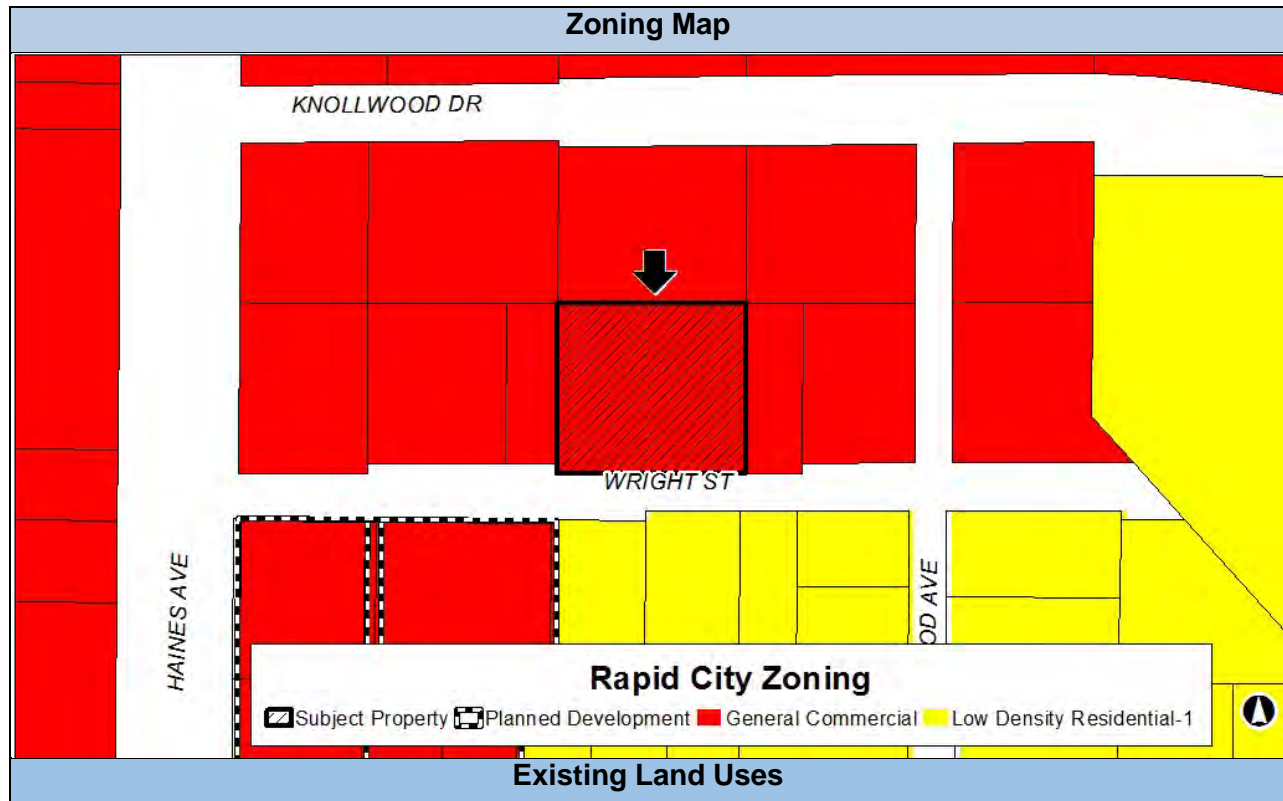 Zoning Map
KNOLLWOOD DR
WRIGHT ST
HAINES AVE
OD AVE
Rapid City Zoning
Subject Property Planned Development General Commercial Low Density Residential-1
Existing Land Uses